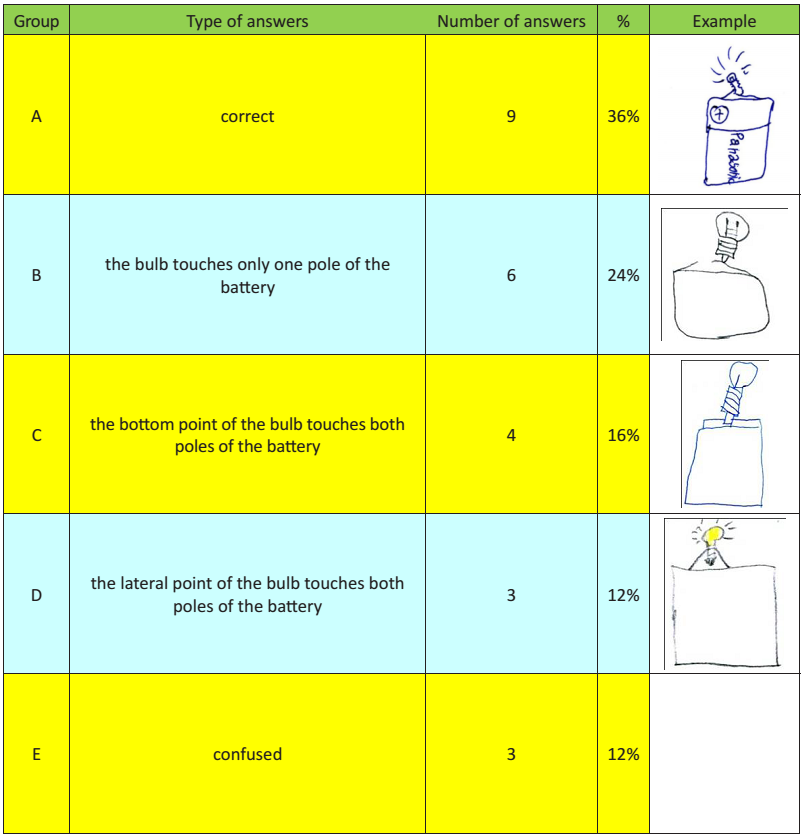 Group Type of answers Number of answers % Example
A correct 9 36%
+
Panasonic
B the bulb touches only one pole of the
battery 6 24%
C the bottom point of the bulb touches both
poles of the battery 4 16%
D the lateral point of the bulb touches both
poles of the battery 3 12%
E confused 3 12%